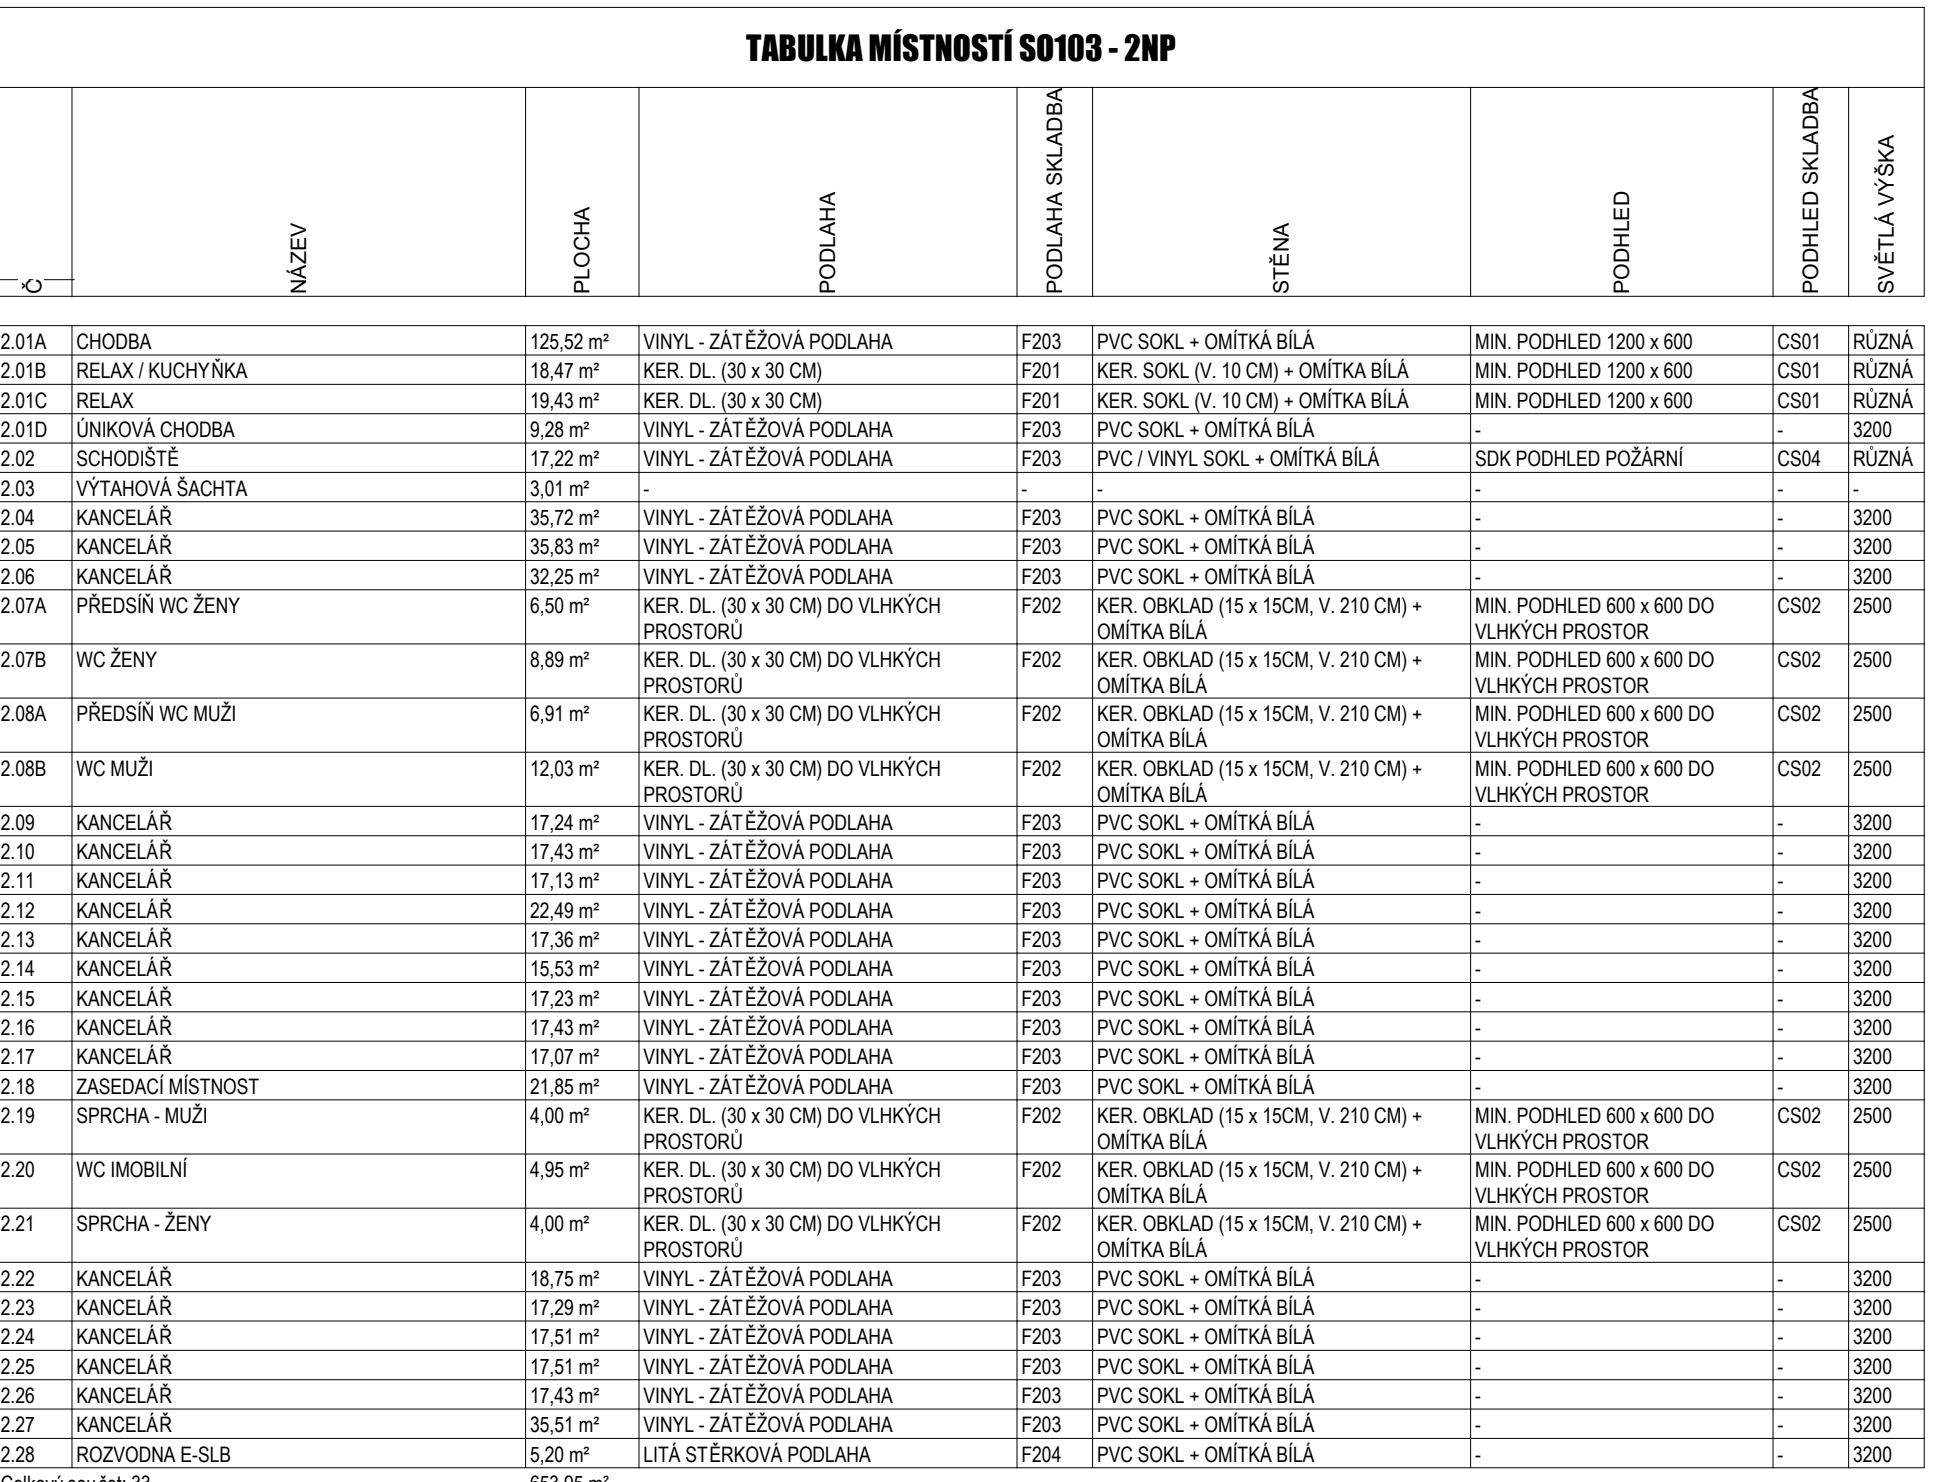 TABULKA MÍSTNOSTÍ SO103 - 2NP
Č NÁZEV PLOCHA PODLAHA PODLAHA SKLADBA STĚNA PODHLED PODHLED SKLADBA SVĚTLÁ VÝŠKA
2.01A CHODBA 125,52 m² VINYL - ZÁTĚŽOVÁ PODLAHA F203 PVC SOKL + OMÍTKÁ BÍLÁ MIN. PODHLED 1200 x 600 CS01 RŮZNÁ
2.01B RELAX / KUCHYŇKA 18,47 m² KER. DL. (30 x 30 CM) F201 KER. SOKL (V. 10 CM) + OMÍTKA BÍLÁ MIN. PODHLED 1200 x 600 CS01 RŮZNÁ
2.01C RELAX 19,43 m² KER. DL. (30 x 30 CM) F201 KER. SOKL (V. 10 CM) + OMÍTKA BÍLÁ MIN. PODHLED 1200 x 600 CS01 RŮZNÁ
2.01D ÚNIKOVÁ CHODBA 9,28 m² VINYL - ZÁTĚŽOVÁ PODLAHA F203 PVC SOKL + OMÍTKÁ BÍLÁ - - 3200
2.02 SCHODIŠTĚ 17,22 m² VINYL - ZÁTĚŽOVÁ PODLAHA F203 PVC / VINYL SOKL + OMÍTKÁ BÍLÁ SDK PODHLED POŽÁRNÍ CS04 RŮZNÁ
2.03 VÝTAHOVÁ ŠACHTA 3,01 m² - - - - - -
2.04 KANCELÁŘ 35,72 m² VINYL - ZÁTĚŽOVÁ PODLAHA F203 PVC SOKL + OMÍTKÁ BÍLÁ - - 3200
2.05 KANCELÁŘ 35,83 m² VINYL - ZÁTĚŽOVÁ PODLAHA F203 PVC SOKL + OMÍTKÁ BÍLÁ - - 3200
2.06 KANCELÁŘ 32,25 m² VINYL - ZÁTĚŽOVÁ PODLAHA F203 PVC SOKL + OMÍTKÁ BÍLÁ - - 3200
2.07A PŘEDSÍŇ WC ŽENY 6,50 m² KER. DL. (30 x 30 CM) DO VLHKÝCH F202 KER. OBKLAD (15 x 15CM, V. 210 CM) + MIN. PODHLED 600 x 600 DO CS02 2500
PROSTORŮ OMÍTKA BÍLÁ VLHKÝCH PROSTOR
2.07B WC ŽENY 8,89 m² KER. DL. (30 x 30 CM) DO VLHKÝCH F202 KER. OBKLAD (15 x 15CM, V. 210 CM) + MIN. PODHLED 600 x 600 DO CS02 2500
PROSTORŮ OMÍTKA BÍLÁ VLHKÝCH PROSTOR
2.08A PŘEDSÍŇ WC MUŽI 6,91 m² KER. DL. (30 x 30 CM) DO VLHKÝCH F202 KER. OBKLAD (15 x 15CM, V. 210 CM) + MIN. PODHLED 600 x 600 DO CS02 2500
PROSTORŮ OMÍTKA BÍLÁ VLHKÝCH PROSTOR
2.08B WC MUŽI 12,03 m² KER. DL. (30 x 30 CM) DO VLHKÝCH F202 KER. OBKLAD (15 x 15CM, V. 210 CM) + MIN. PODHLED 600 x 600 DO CS02 2500
PROSTORŮ OMÍTKA BÍLÁ VLHKÝCH PROSTOR
2.09 KANCELÁŘ 17,24 m² VINYL - ZÁTĚŽOVÁ PODLAHA F203 PVC SOKL + OMÍTKÁ BÍLÁ - - 3200
2.10 KANCELÁŘ 17,43 m² VINYL - ZÁTĚŽOVÁ PODLAHA F203 PVC SOKL + OMÍTKÁ BÍLÁ - - 3200
2.11 KANCELÁŘ 17,13 m² VINYL - ZÁTĚŽOVÁ PODLAHA F203 PVC SOKL + OMÍTKÁ BÍLÁ - - 3200
2.12 KANCELÁŘ 22,49 m² VINYL - ZÁTĚŽOVÁ PODLAHA F203 PVC SOKL + OMÍTKÁ BÍLÁ - - 3200
2.13 KANCELÁŘ 17,36 m² VINYL - ZÁTĚŽOVÁ PODLAHA F203 PVC SOKL + OMÍTKÁ BÍLÁ - - 3200
2.14 KANCELÁŘ 15,53 m² VINYL - ZÁTĚŽOVÁ PODLAHA F203 PVC SOKL + OMÍTKÁ BÍLÁ - - 3200
2.15 KANCELÁŘ 17,23 m² VINYL - ZÁTĚŽOVÁ PODLAHA F203 PVC SOKL + OMÍTKÁ BÍLÁ - - 3200
2.16 KANCELÁŘ 17,43 m² VINYL - ZÁTĚŽOVÁ PODLAHA F203 PVC SOKL + OMÍTKÁ BÍLÁ - - 3200
2.17 KANCELÁŘ 17,07 m² VINYL - ZÁTĚŽOVÁ PODLAHA F203 PVC SOKL + OMÍTKÁ BÍLÁ - - 3200
2.18 ZASEDACÍ MÍSTNOST 21,85 m² VINYL - ZÁTĚŽOVÁ PODLAHA F203 PVC SOKL + OMÍTKÁ BÍLÁ - - 3200
2.19 SPRCHA - MUŽI 4,00 m² KER. DL. (30 x 30 CM) DO VLHKÝCH F202 KER. OBKLAD (15 x 15CM, V. 210 CM) + MIN. PODHLED 600 x 600 DO CS02 2500
PROSTORŮ OMÍTKA BÍLÁ VLHKÝCH PROSTOR
2.20 WC IMOBILNÍ 4,95 m² KER. DL. (30 x 30 CM) DO VLHKÝCH F202 KER. OBKLAD (15 x 15CM, V. 210 CM) + MIN. PODHLED 600 x 600 DO CS02 2500
PROSTORŮ OMÍTKA BÍLÁ VLHKÝCH PROSTOR
2.21 SPRCHA - ŽENY 4,00 m² KER. DL. (30 x 30 CM) DO VLHKÝCH F202 KER. OBKLAD (15 x 15CM, V. 210 CM) + MIN. PODHLED 600 x 600 DO CS02 2500
PROSTORŮ OMÍTKA BÍLÁ VLHKÝCH PROSTOR
2.22 KANCELÁŘ 18,75 m² VINYL - ZÁTĚŽOVÁ PODLAHA F203 PVC SOKL + OMÍTKÁ BÍLÁ - - 3200
2.23 KANCELÁŘ 17,29 m² VINYL - ZÁTĚŽOVÁ PODLAHA F203 PVC SOKL + OMÍTKÁ BÍLÁ - - 3200
2.24 KANCELÁŘ 17,51 m² VINYL - ZÁTĚŽOVÁ PODLAHA F203 PVC SOKL + OMÍTKÁ BÍLÁ - - 3200
2.25 KANCELÁŘ 17,51 m² VINYL - ZÁTĚŽOVÁ PODLAHA F203 PVC SOKL + OMÍTKÁ BÍLÁ - - 3200
2.26 KANCELÁŘ 17,43 m² VINYL - ZÁTĚŽOVÁ PODLAHA F203 PVC SOKL + OMÍTKÁ BÍLÁ - - 3200
2.27 KANCELÁŘ 35,51 m² VINYL - ZÁTĚŽOVÁ PODLAHA F203 PVC SOKL + OMÍTKÁ BÍLÁ - - 3200
2.28 ROZVODNA E-SLB 5,20 m² LITÁ STĚRKOVÁ PODLAHA F204 PVC SOKL + OMÍTKÁ BÍLÁ - - 3200
Celkový součet: 33 653,95 m²